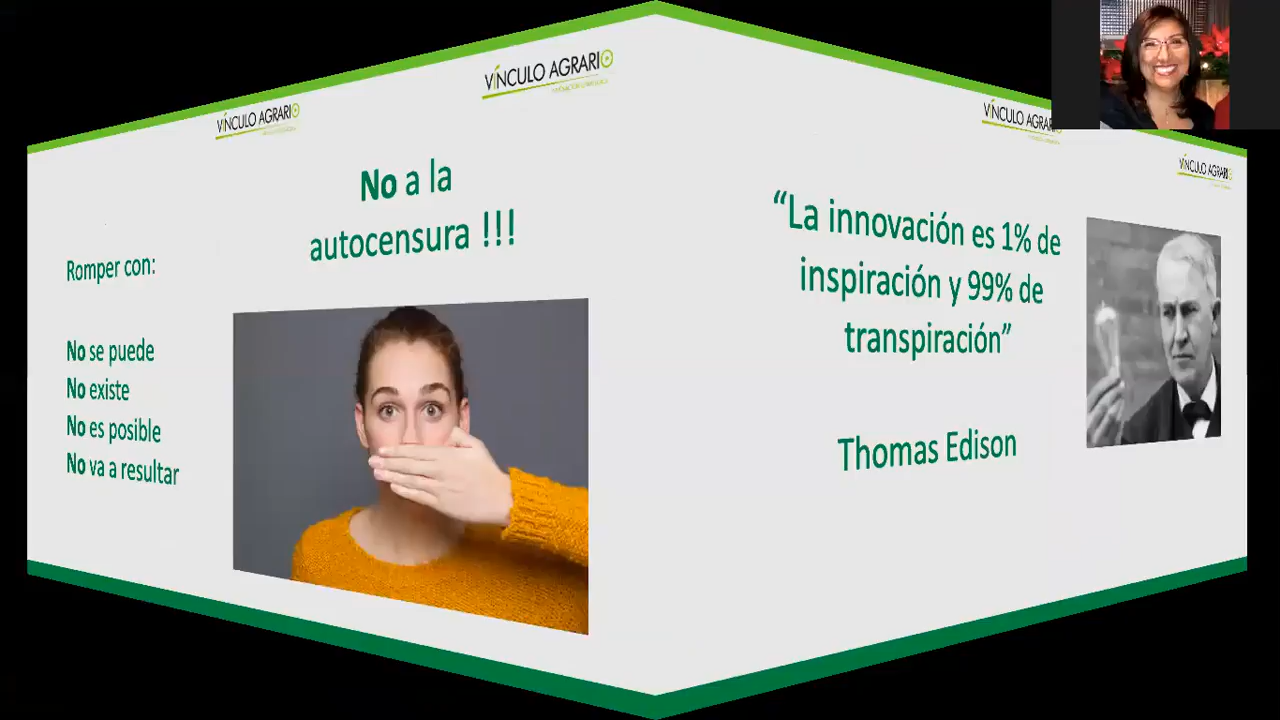 VÍNCULO AGRARIO
VÍNCULO AGRARIO
No a la
autocensura !!!
Romper con:
No se puede
No existe
No es posible
No va a resultar
VÍNCULO AGRARIO
VÍNCULO AGRARIO
“La innovación es 1% de
inspiración y 99% de
transpiración”
Thomas Edison